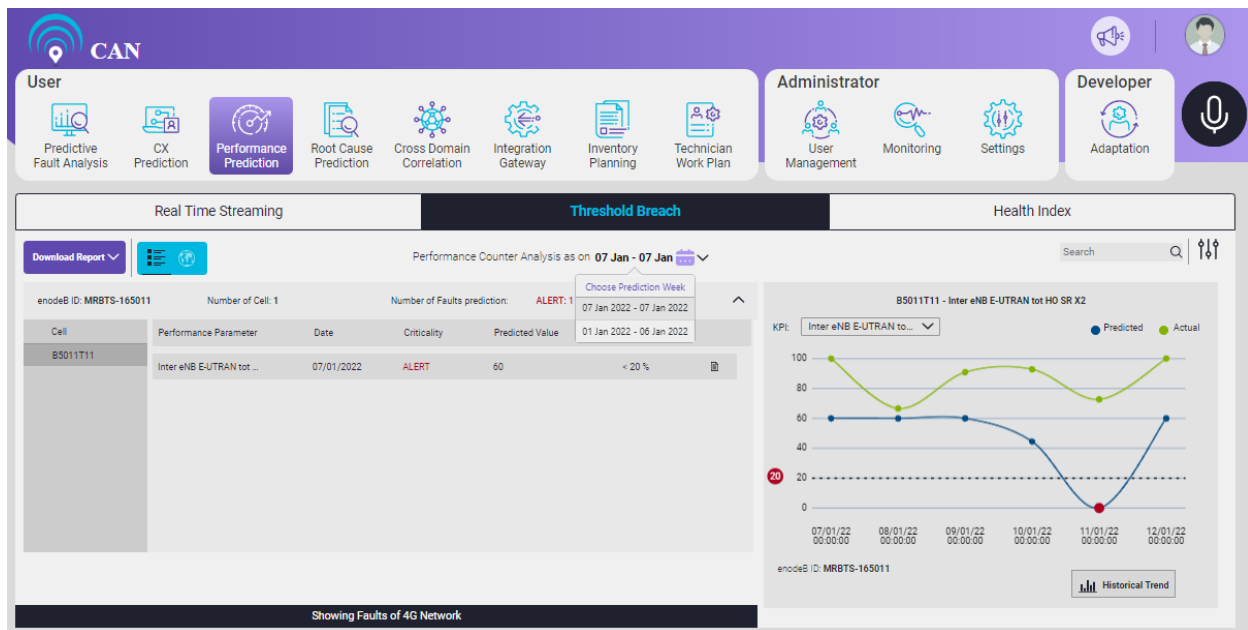 CAN
User
Administrator
Developer
Predictive
Fault Analysis
CX
Prediction
Performance
Prediction
Root Cause
Prediction
Cross Domain
Correlation
Integration
Gateway
Inventory
Planning
Technician
Work Plan
User
Management
Monitoring
Settings
Adaptation
Real Time Streaming
Threshold Breach
Health Index
Download Report
Performance Counter Analysis as on 07 Jan - 07 Jan
Search
Choose Prediction Week
07 Jan 2022 - 07 Jan 2022
01 Jan 2022 - 06 Jan 2022
enodeB ID: MRBTS-165011 Number of Cell: 1 Number of Faults prediction: ALERT: 1
Cell Performance Parameter Date Criticality Predicted Value
B5011T11
Inter eNB E-UTRAN tot ... 07/01/2022 ALERT 60 < 20 %
B5011T11 - Inter eNB E-UTRAN tot HO SR X2
KPI: Inter eNB E-UTRAN to... Predicted Actual
100
80
60
40
20 20
0
07/01/22 08/01/22 09/01/22 10/01/22 11/01/22 12/01/22
00:00:00 00:00:00 00:00:00 00:00:00 00:00:00 00:00:00
enodeB ID: MRBTS-165011
Historical Trend
Showing Faults of 4G Network